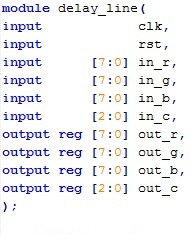 module delay_line(
input clk,
input rst,
input [7:0] in_r,
input [7:0] in_g,
input [7:0] in_b,
input [2:0] in_c,
output reg [7:0] out_r,
output reg [7:0] out_g,
output reg [7:0] out_b,
output reg [2:0] out_c
);